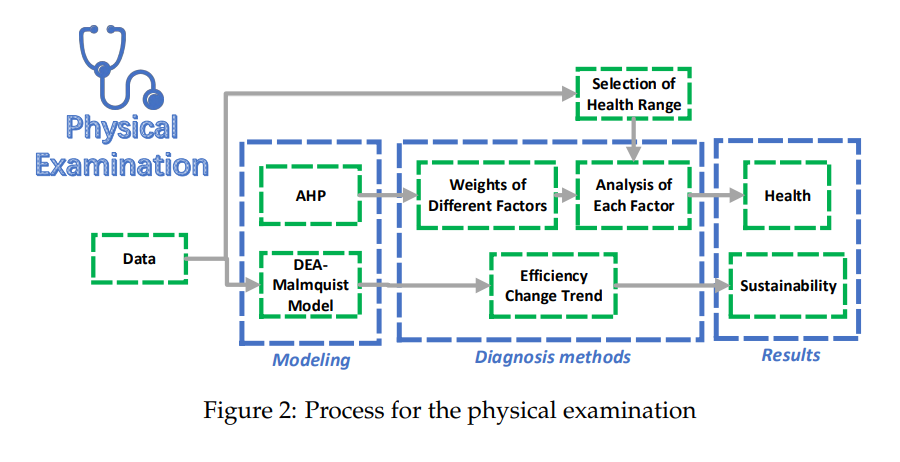 Physical
Examination
Selection of
Health Range
AHP
Weights of
Different Factors
Analysis of
Each Factor
Health
Data
DEA-
Malmquist
Model
Efficiency
Change Trend
Sustainability
Modeling
Diagnosis methods
Results
Figure 2: Process for the physical examination